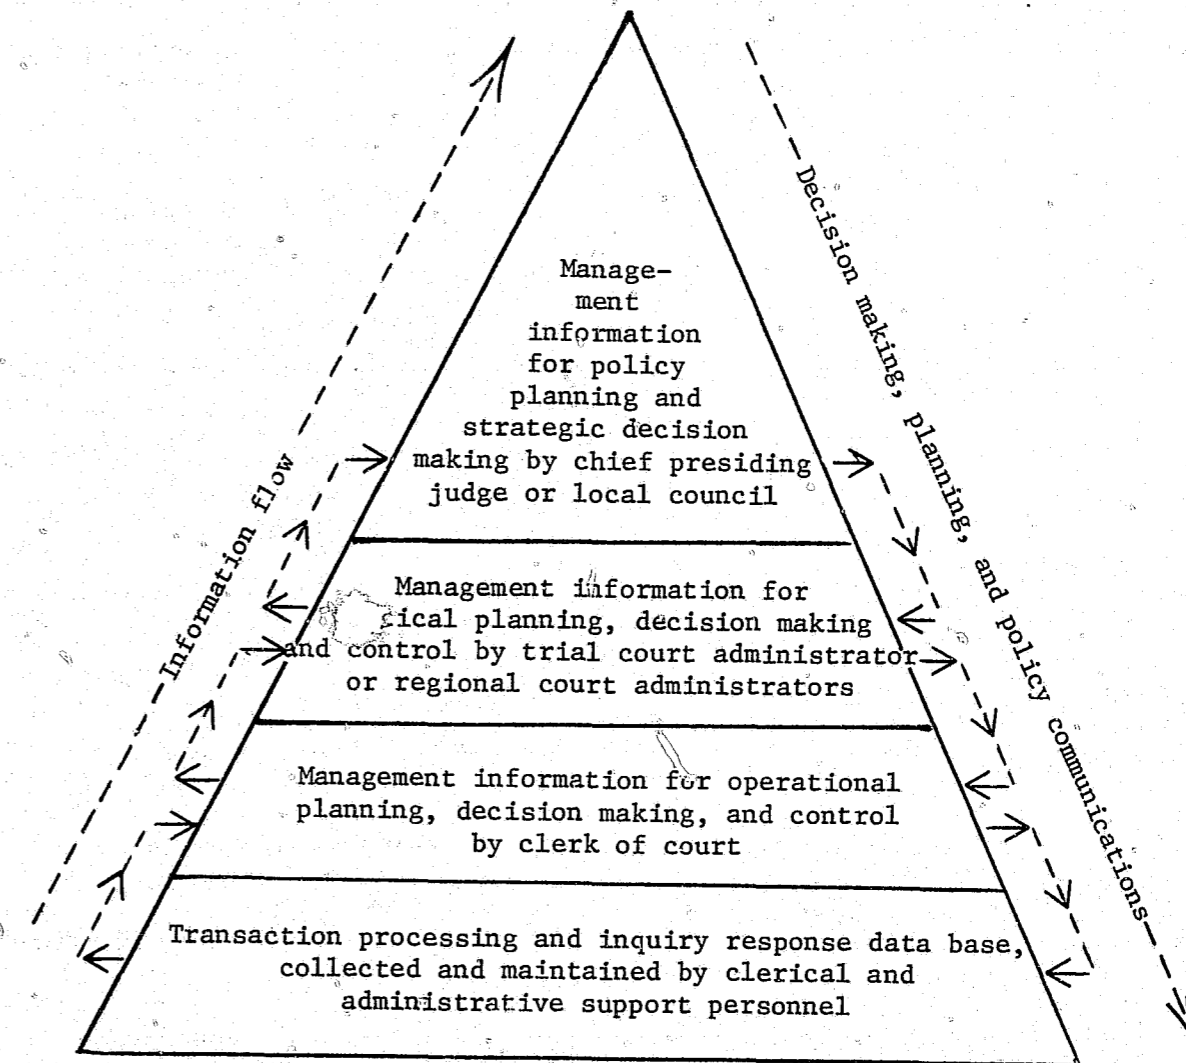 Manage-
ment
information
for policy
planning and
strategic decision
making by chief presiding
judge or local council
Management information for
ical planning, decision making
and control by trial court administrator
or regional court administrators
Management information for operational
planning, decision making, and control
by clerk of court
Transaction processing and inquiry response data base,
collected and maintained by clerical and
administrative support personnel
Information flow
Decision making, planning, and policy communications